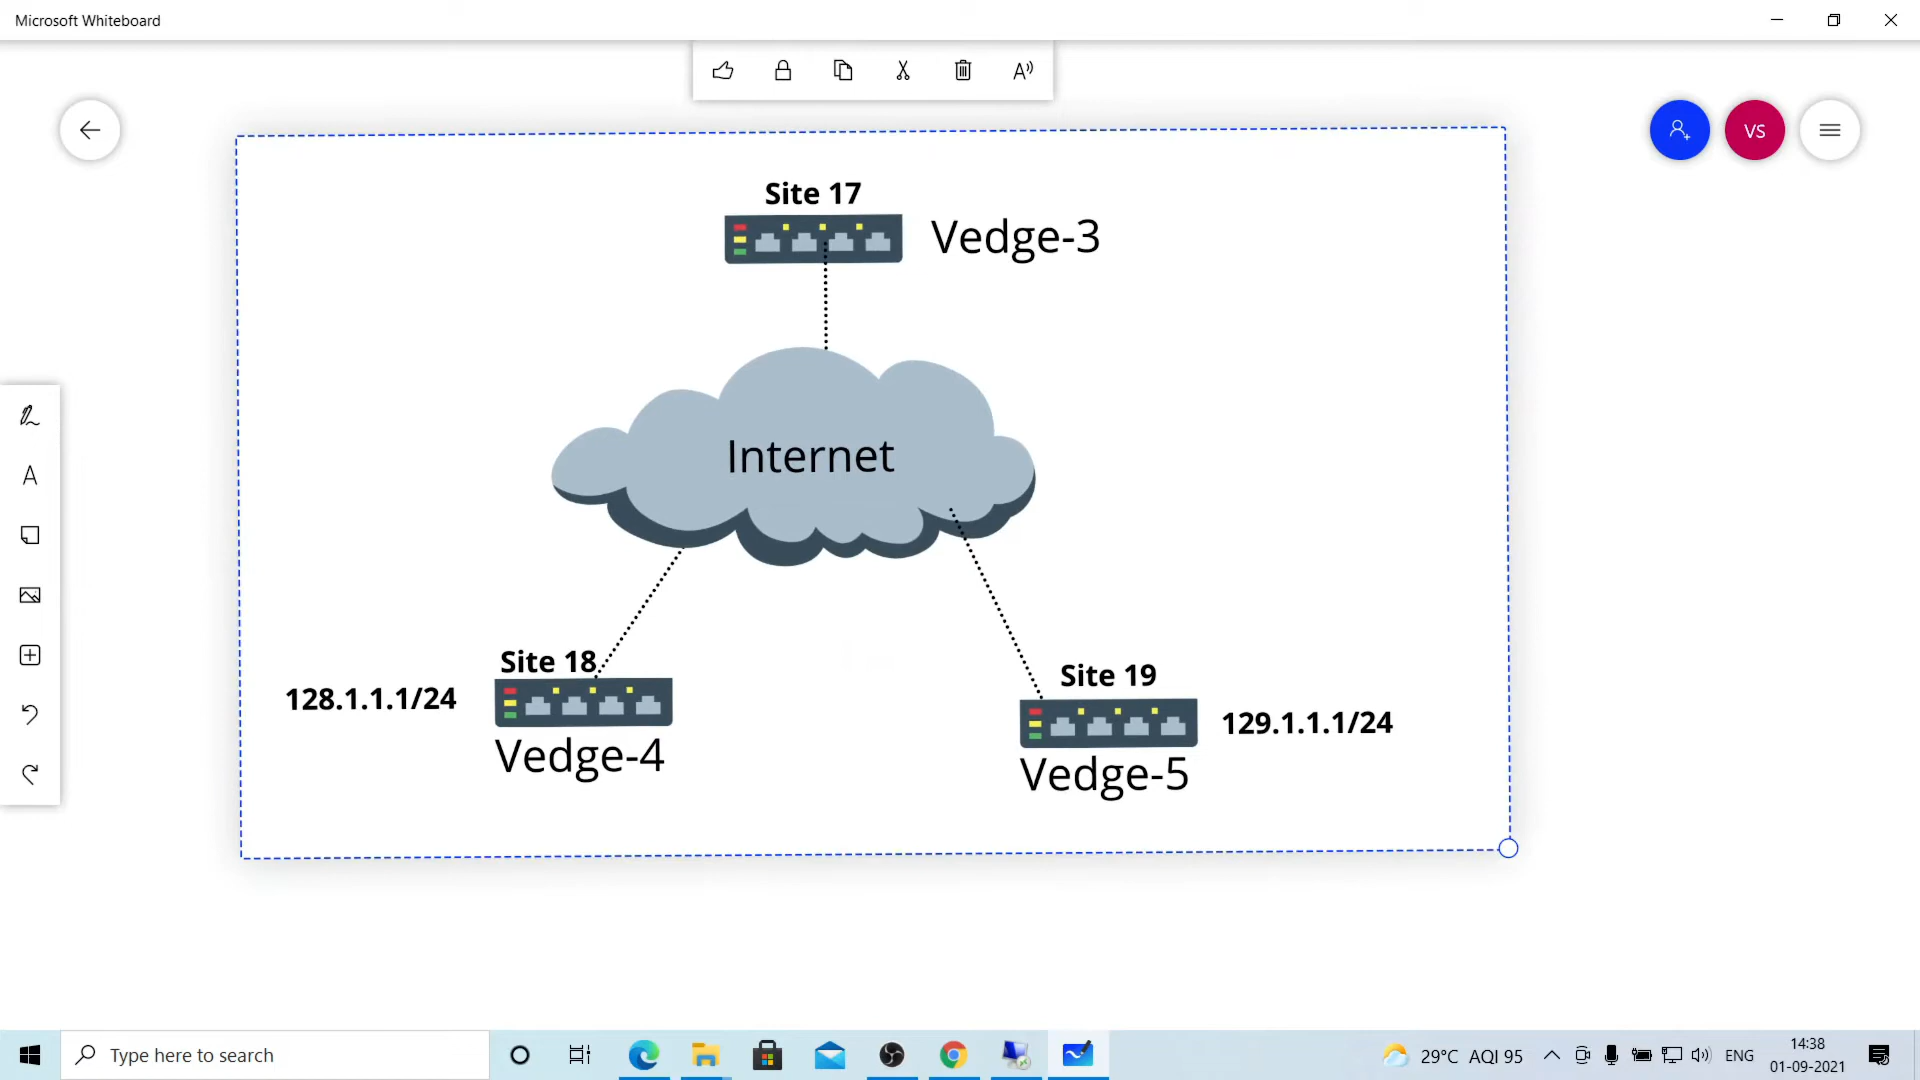 Microsoft Whiteboard
VS
Site 17
Vedge-3
Internet
Site 18
128.1.1.1/24
Vedge-4
Site 19
129.1.1.1/24
Vedge-5
Type here to search
29°C AQI 95
ENG
14:38
01-09-2021